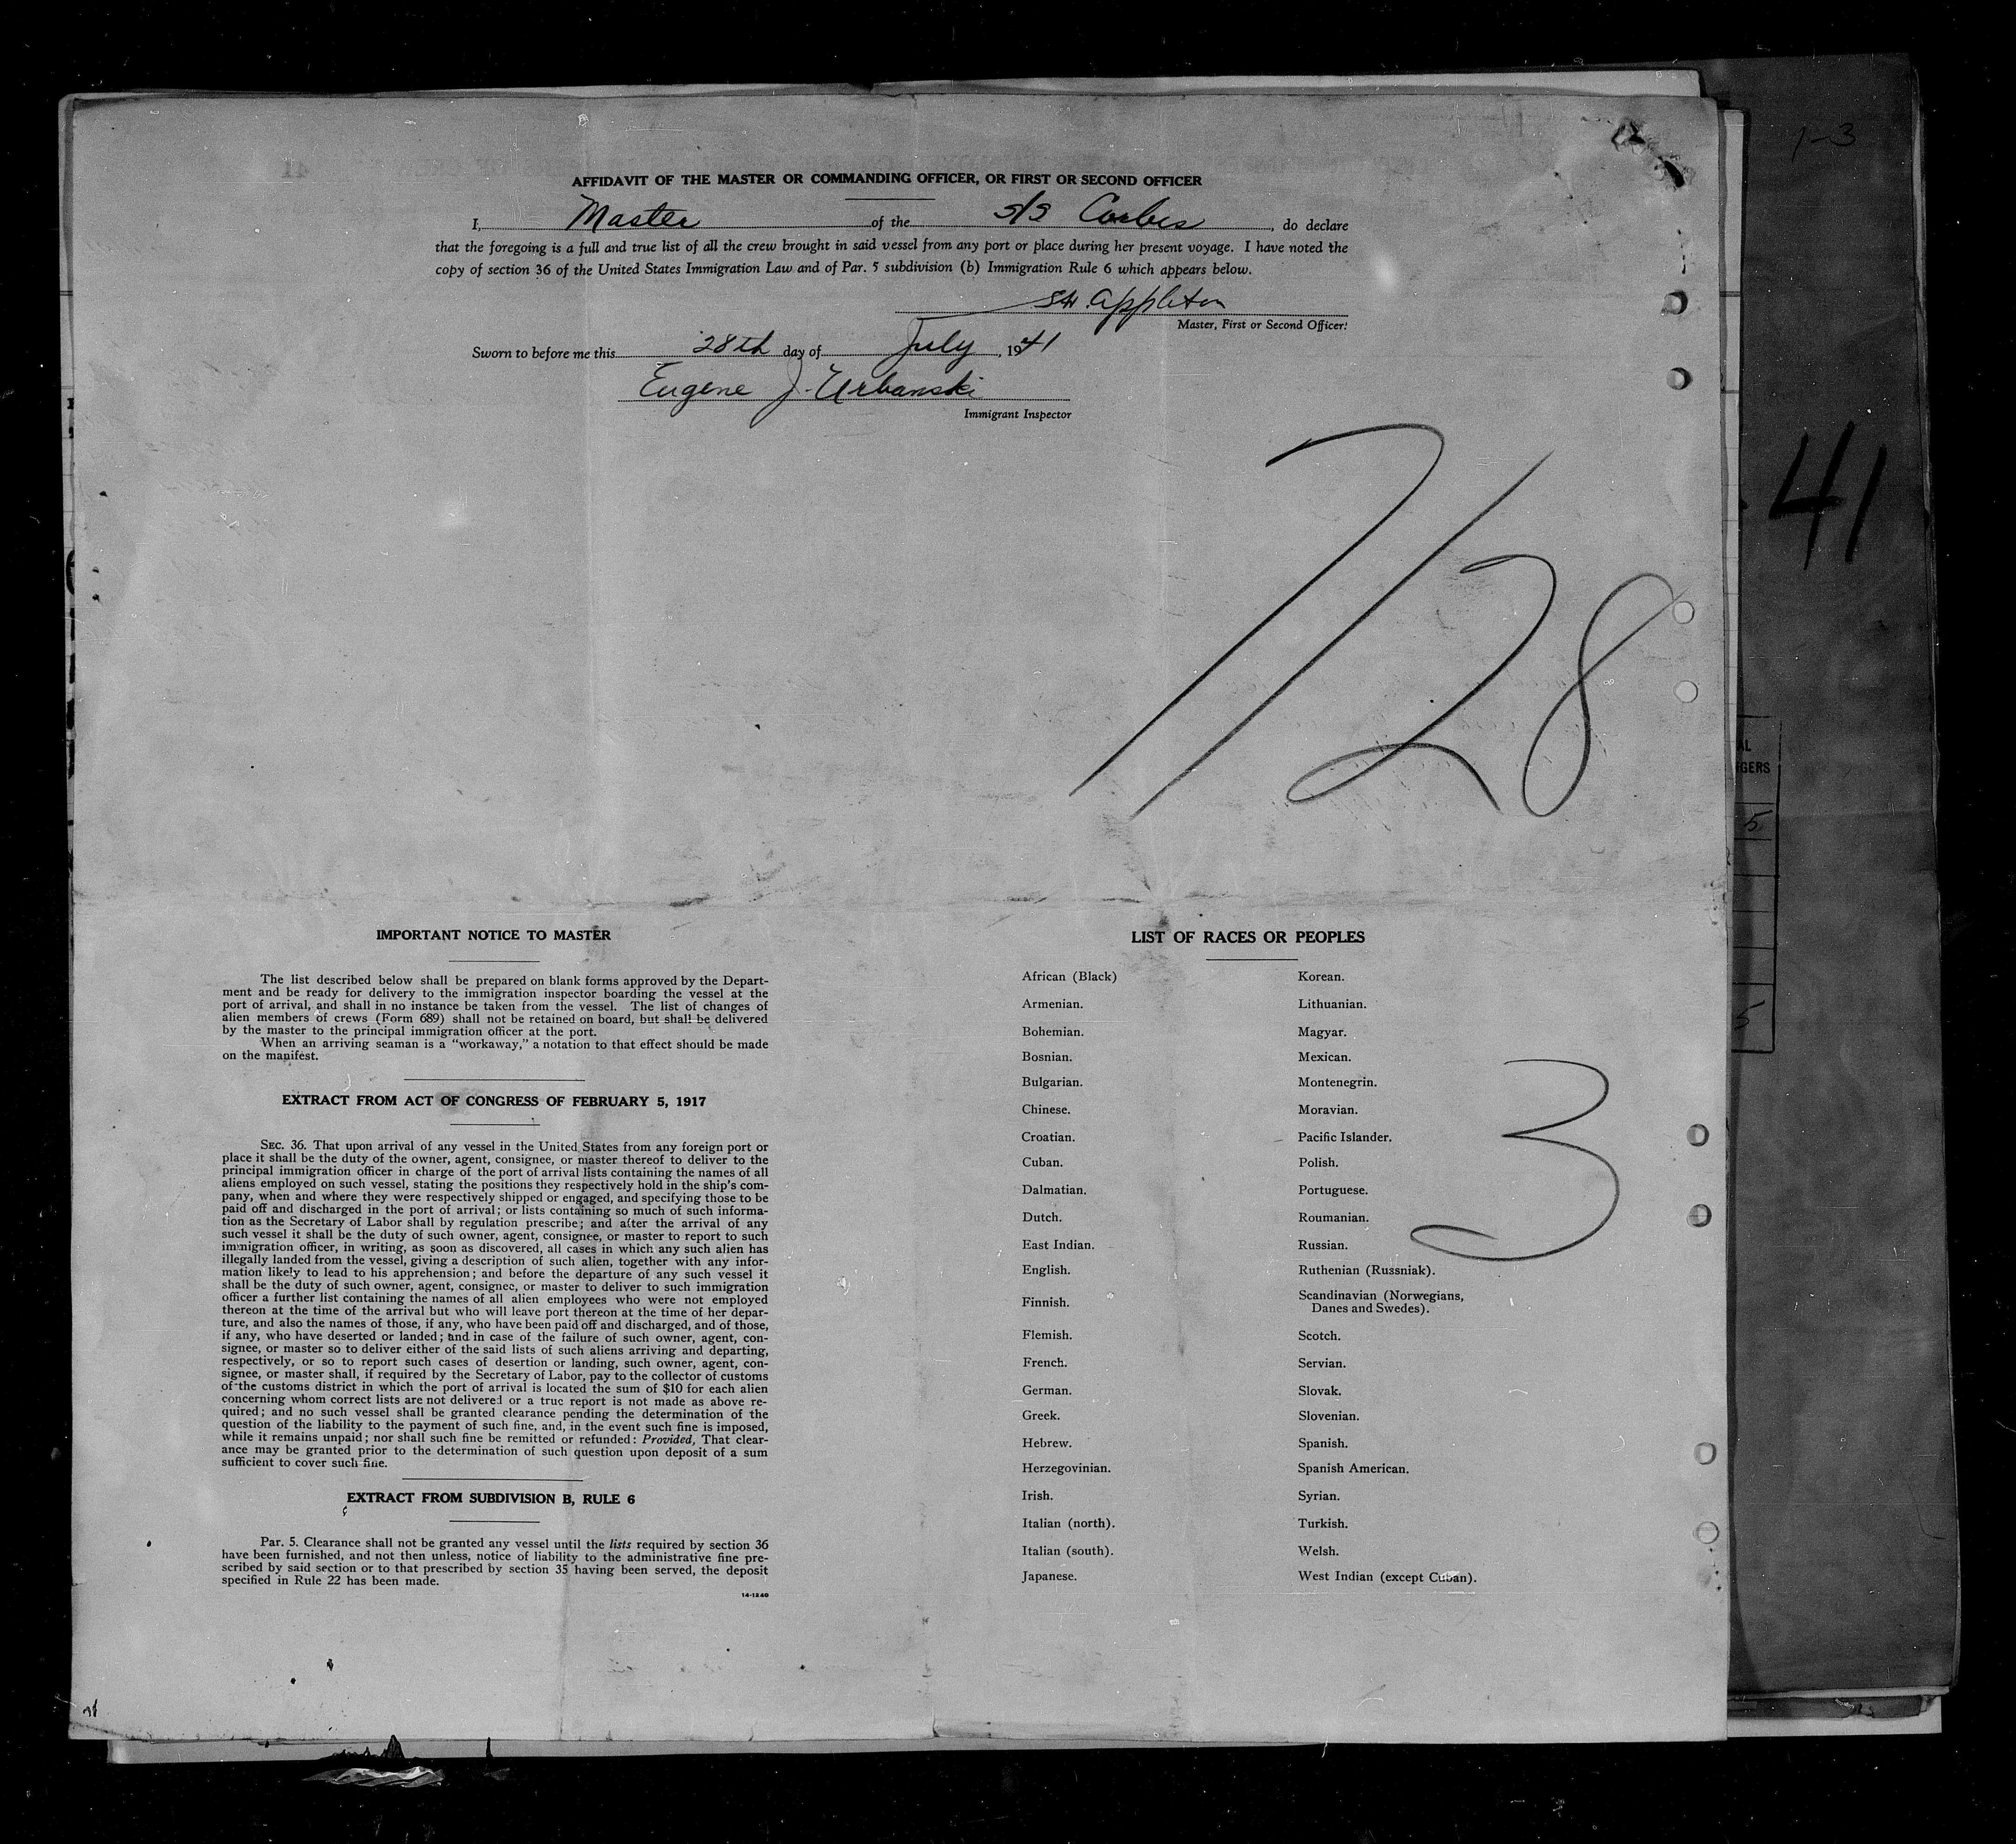 AFFIDAVIT OF THE MASTER OR COMMANDING OFFICER, OR FIRST OR SECOND OFFICER
I, Master of the S/S Corbis, do declare
that the foregoing is a full and true list of all the crew brought in said vessel from any port or place during her present voyage. I have noted the
copy of section 36 of the United States Immigration Law and of Par. 5 subdivision (b) Immigration Rule 6 which appears below.
Appleton
Master, First or Second Officer.
Sworn to before me this 28th day of July, 1941
Eugene J. Urbanski
Immigrant Inspector
7/28
IMPORTANT NOTICE TO MASTER
The list described below shall be prepared on blank forms approved by the Depart-
ment and be ready for delivery to the immigration inspector boarding the vessel at the
port of arrival, and shall in no instance be taken from the vessel. The list of changes of
alien members of crews (Form 689) shall not be retained on board, but shall be delivered
by the master to the principal immigration officer at the port.
When an arriving seaman is a "workaway," a notation to that effect should be made
on the manifest.
EXTRACT FROM ACT OF CONGRESS OF FEBRUARY 5, 1917
SEC. 36. That upon arrival of any vessel in the United States from any foreign port or
place it shall be the duty of the owner, agent, consignee, or master thereof to deliver to the
principal immigration officer in charge of the port of arrival lists containing the names of all
aliens employed on such vessel, stating the positions they respectively hold in the ship's com-
pany, when and where they were respectively shipped or engaged, and specifying those to be
paid off and discharged in the port of arrival; or lists containing so much of such informa-
tion as the Secretary of Labor shall by regulation prescribe; and after the arrival of any
such vessel it shall be the duty of such owner, agent, consignee, or master to report to such
immigration officer, in writing, as soon as discovered, all cases in which any such alien has
illegally landed from the vessel, giving a description of such alien, together with any infor-
mation likely to lead to his apprehension; and before the departure of any such vessel it
shall be the duty of such owner, agent, consignee, or master to deliver to such immigration
officer a further list containing the names of all alien employees who were not employed
thereon at the time of the arrival but who will leave port thereon at the time of her depar-
ture, and also the names of those, if any, who have been paid off and discharged, and of those,
if any, who have deserted or landed; and in case of the failure of such owner, agent, con-
signee, or master so to deliver either of the said lists of such aliens arriving and departing,
respectively, or so to report such cases of desertion or landing, such owner, agent, con-
signee, or master shall, if required by the Secretary of Labor, pay to the collector of customs
of the customs district in which the port of arrival is located the sum of $10 for each alien
concerning whom correct lists are not delivered or a true report is not made as above re-
quired; and no such vessel shall be granted clearance pending the determination of the
question of the liability to the payment of such fine, and, in the event such fine is imposed,
while it remains unpaid; nor shall such fine be remitted or refunded: Provided, That clear-
ance may be granted prior to the determination of such question upon deposit of a sum
sufficient to cover such fine.
EXTRACT FROM SUBDIVISION B, RULE 6
Par. 5. Clearance shall not be granted any vessel until the lists required by section 36
have been furnished, and not then unless, notice of liability to the administrative fine pre-
scribed by said section or to that prescribed by section 35 having been served, the deposit
specified in Rule 22 has been made.
14-1240
LIST OF RACES OR PEOPLES
African (Black)
Armenian.
Bohemian.
Bosnian.
Bulgarian.
Chinese.
Croatian.
Cuban.
Dalmatian.
Dutch.
East Indian.
English.
Finnish.
Flemish.
French.
German.
Greek.
Hebrew.
Herzegovinian.
Irish.
Italian (north).
Italian (south).
Japanese.
Korean.
Lithuanian.
Magyar.
Mexican.
Montenegrin.
Moravian.
Pacific Islander.
Polish.
Portuguese.
Roumanian.
Russian.
Ruthenian (Russniak).
Scandinavian (Norwegians,
Danes and Swedes).
Scotch.
Servian.
Slovak.
Slovenian.
Spanish.
Spanish American.
Syrian.
Turkish.
Welsh.
West Indian (except Cuban).
3
1-3
41
5
5